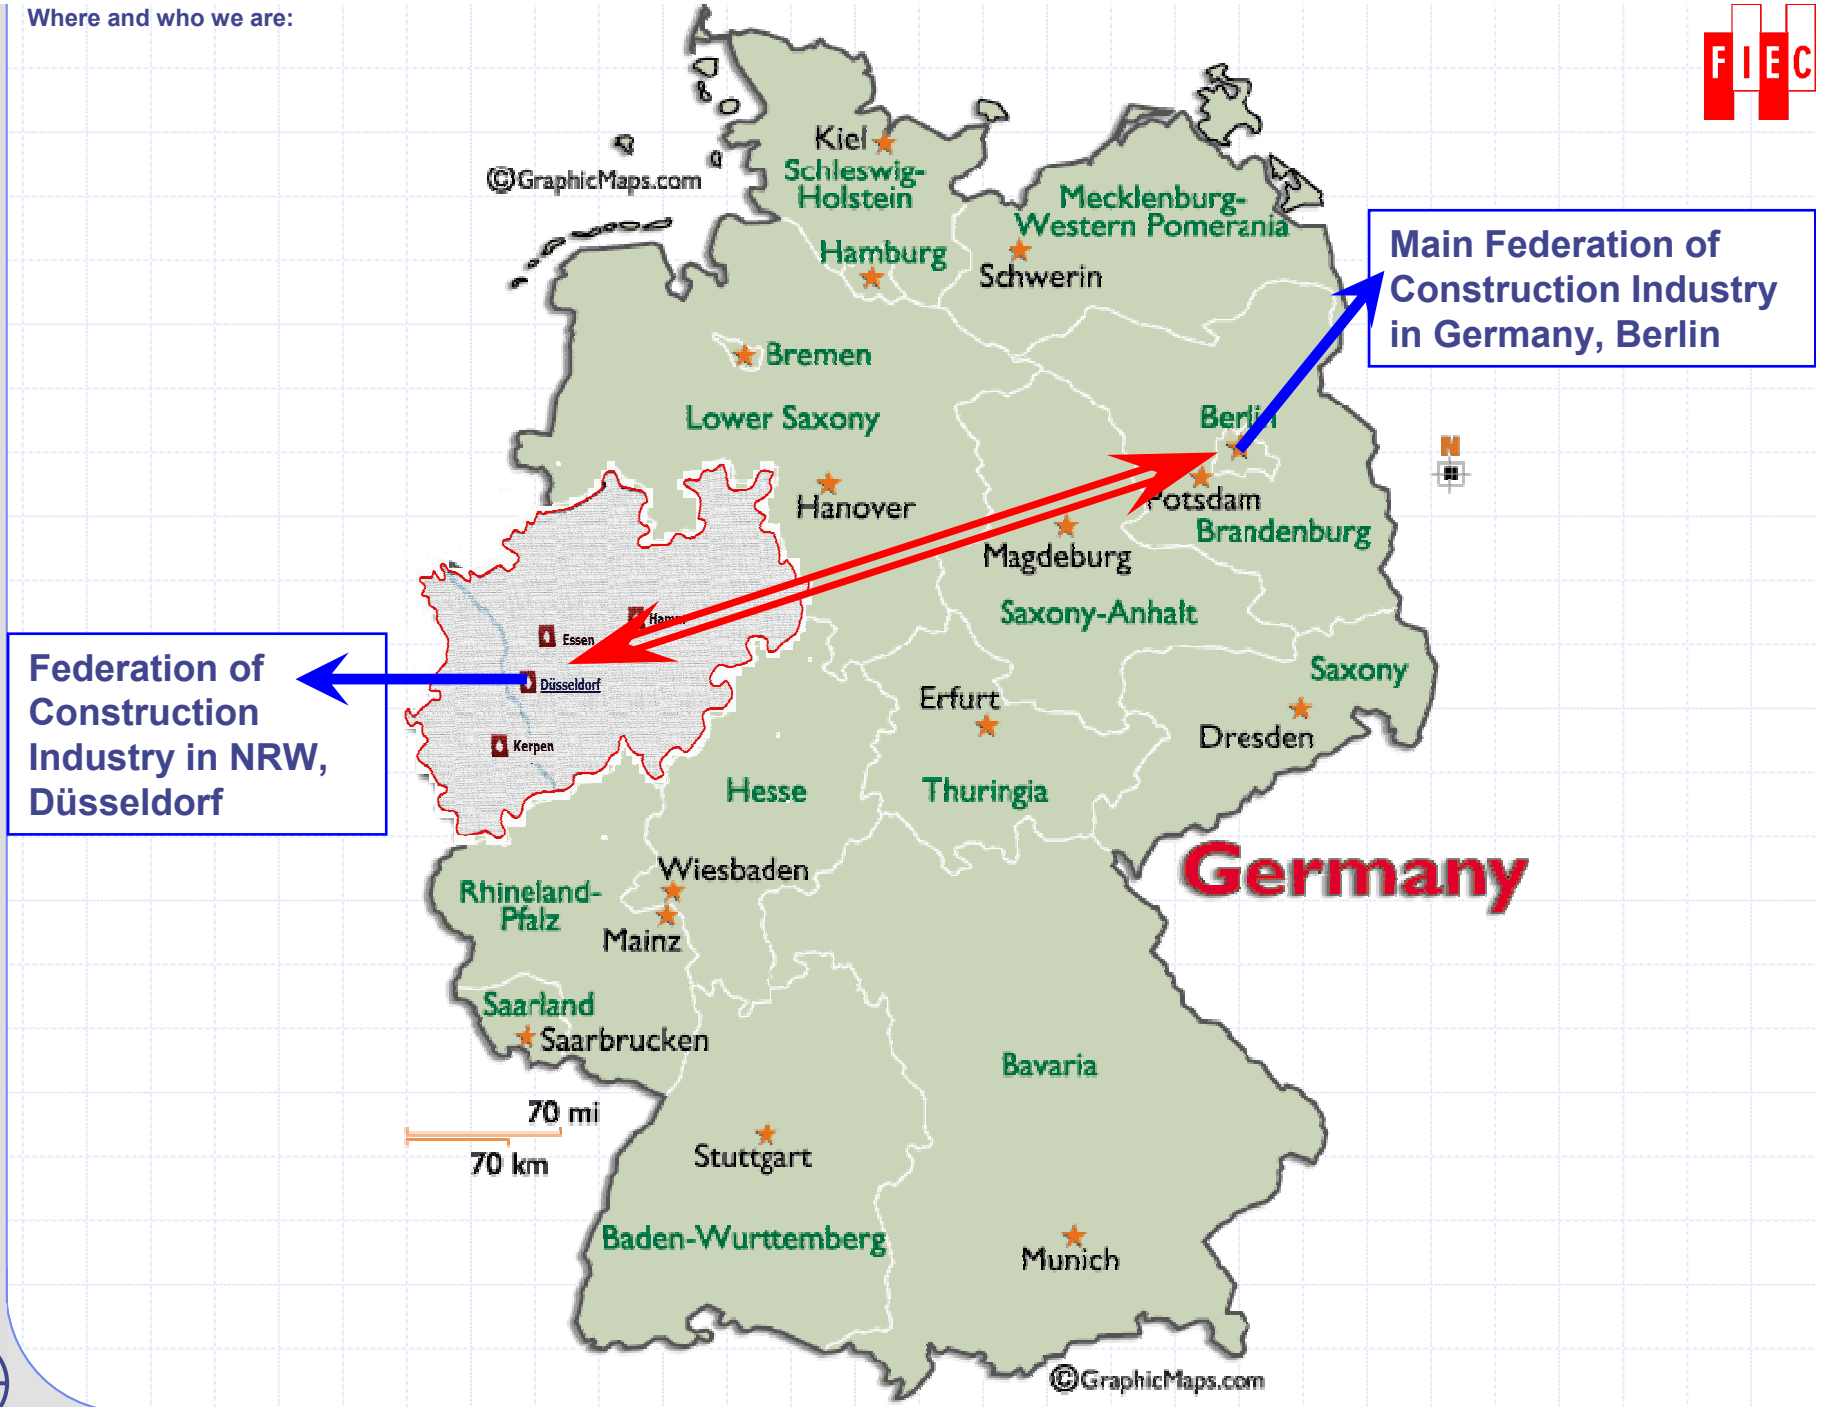 Where and who we are:
F I E C
Kiel
©GraphicMaps.com
Schleswig-
Holstein
Mecklenburg-
Western Pomerania
Hamburg
Schwerin
Main Federation of
Construction Industry
in Germany, Berlin
Bremen
Lower Saxony
Berlin
N
Hanover
Potsdam
Brandenburg
Magdeburg
Saxony-Anhalt
Essen
Federation of
Construction
Industry in NRW,
Düsseldorf
Düsseldorf
Saxony
Erfurt
Dresden
Kerpen
Hesse
Thuringia
Wiesbaden
Germany
Rhineland-
Pfalz
Mainz
Saarland
Saarbrucken
Bavaria
70 mi
70 km
Stuttgart
Baden-Wurttemberg
Munich
©GraphicMaps.com